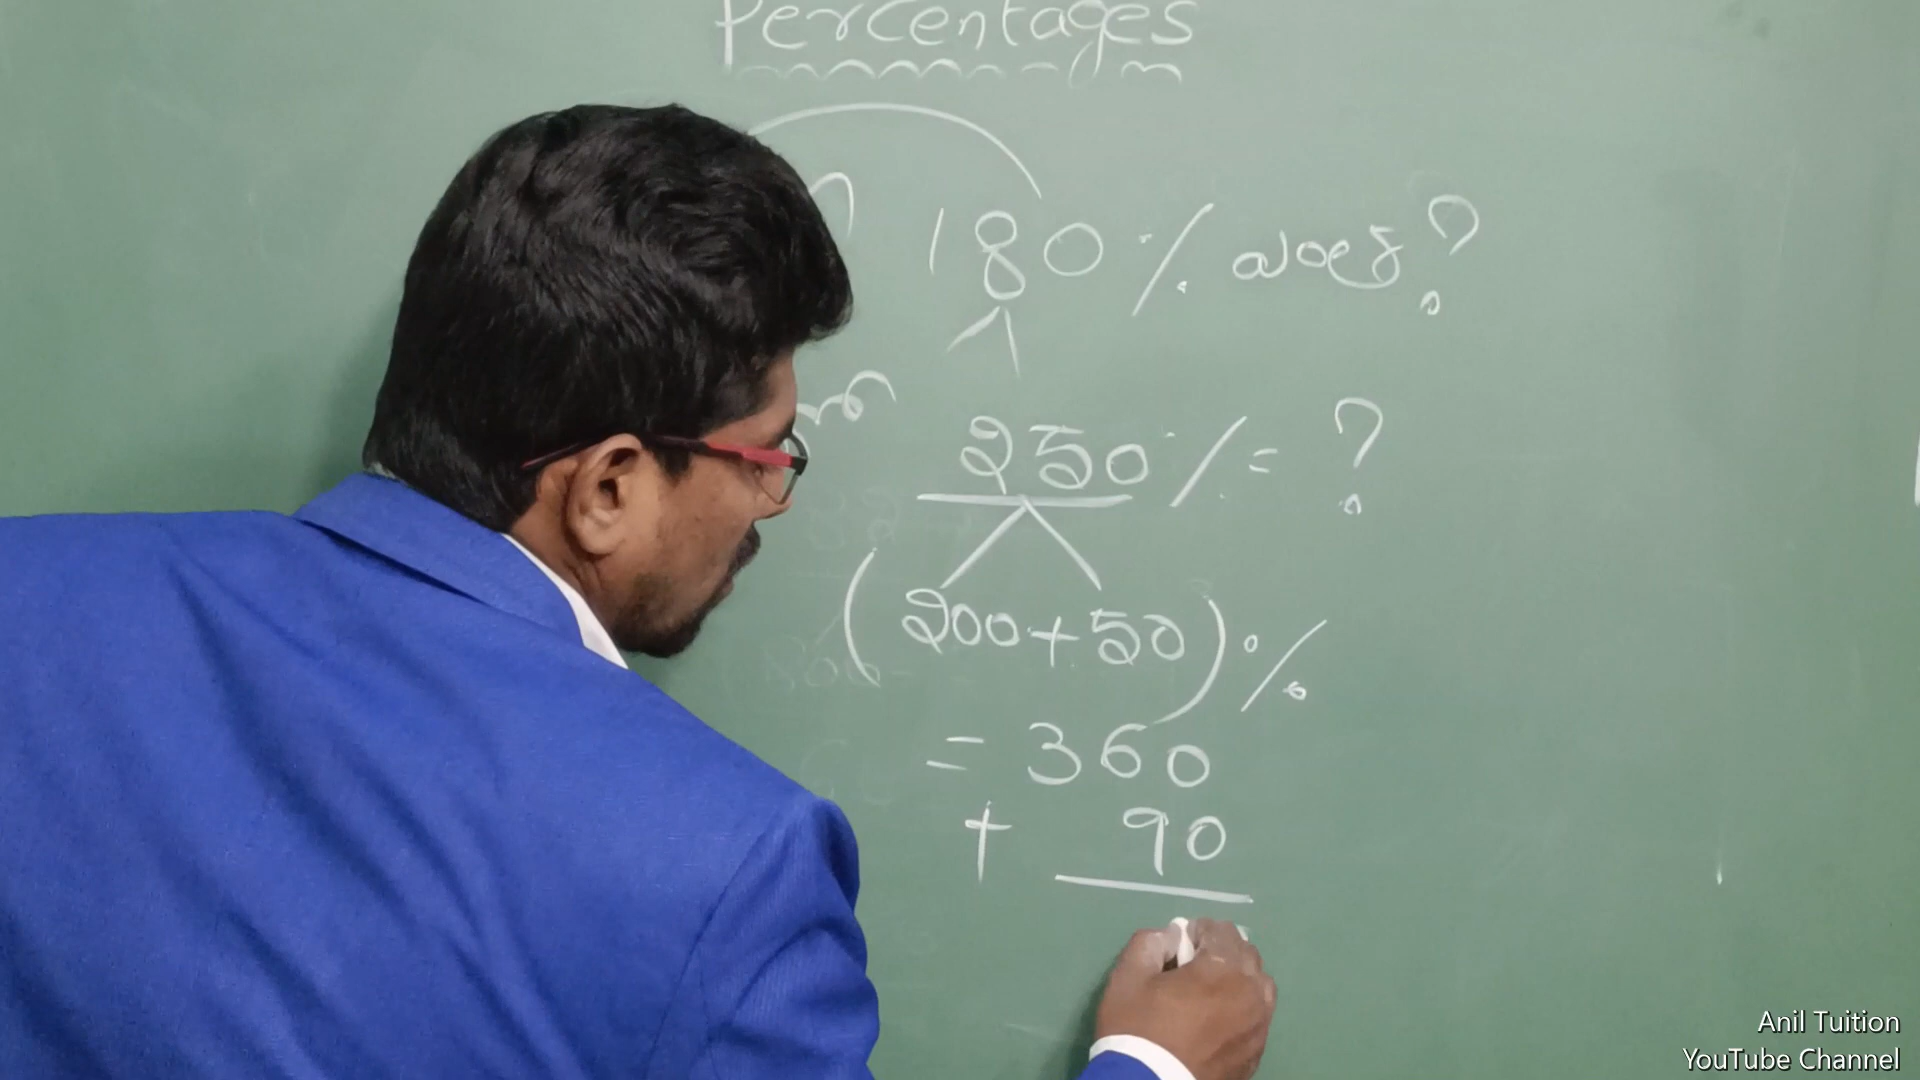 Percentages
180%
250% = ?
(200+50)%
= 360
+ 90
Anil Tuition
YouTube Channel